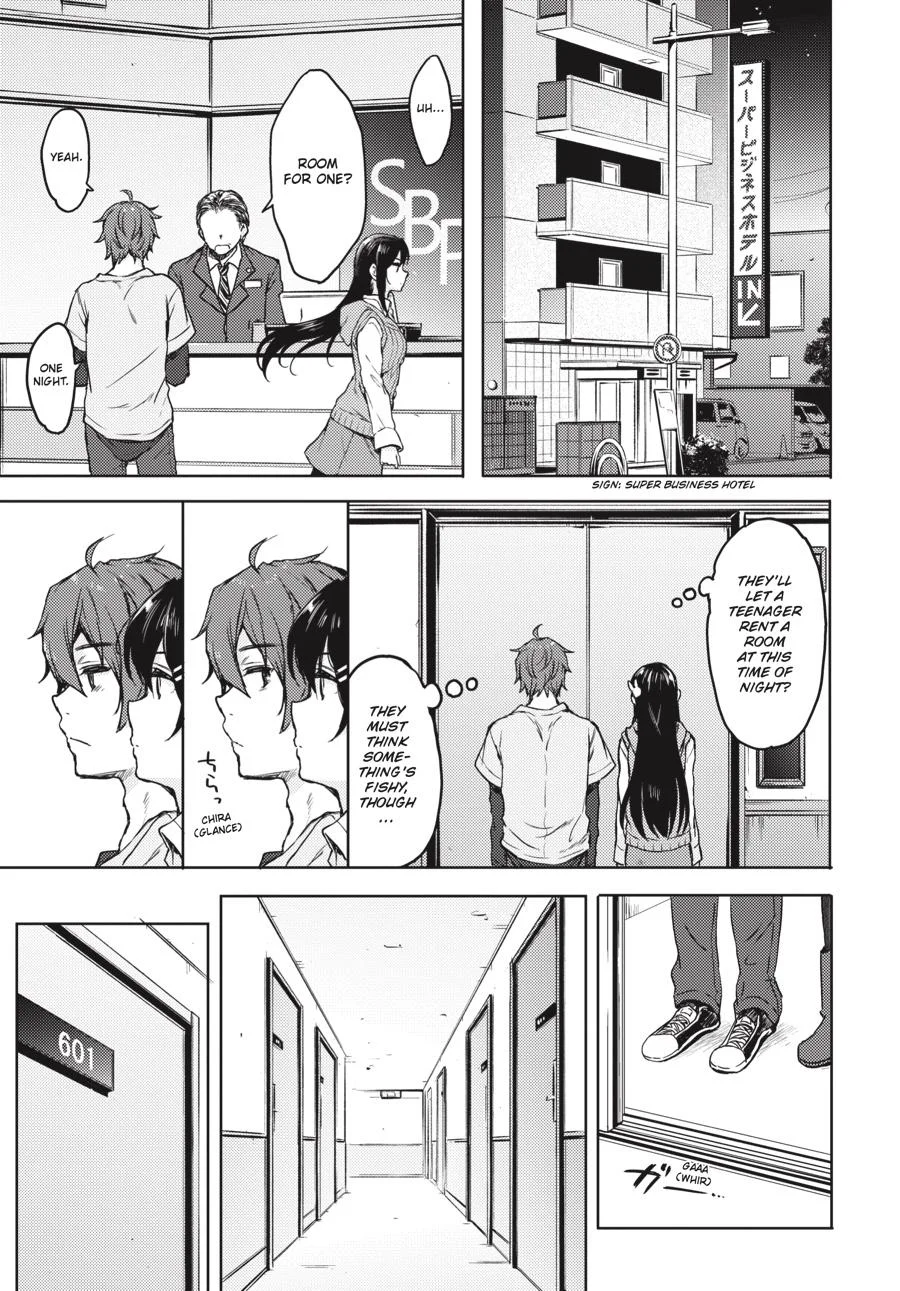 スーパービジネスホテル
IN
SIGN: SUPER BUSINESS HOTEL
UH...
ROOM
FOR ONE?
SBP
YEAH.
ONE
NIGHT.
THEY'LL
LET A
TEENAGER
RENT A
ROOM
AT THIS
TIME OF
NIGHT?
THEY
MUST
THINK
SOME-
THING'S
FISHY,
THOUGH
...
ちらっ
CHIRA
(GLANCE)
ガー...
GAAA
(WHIR)
601